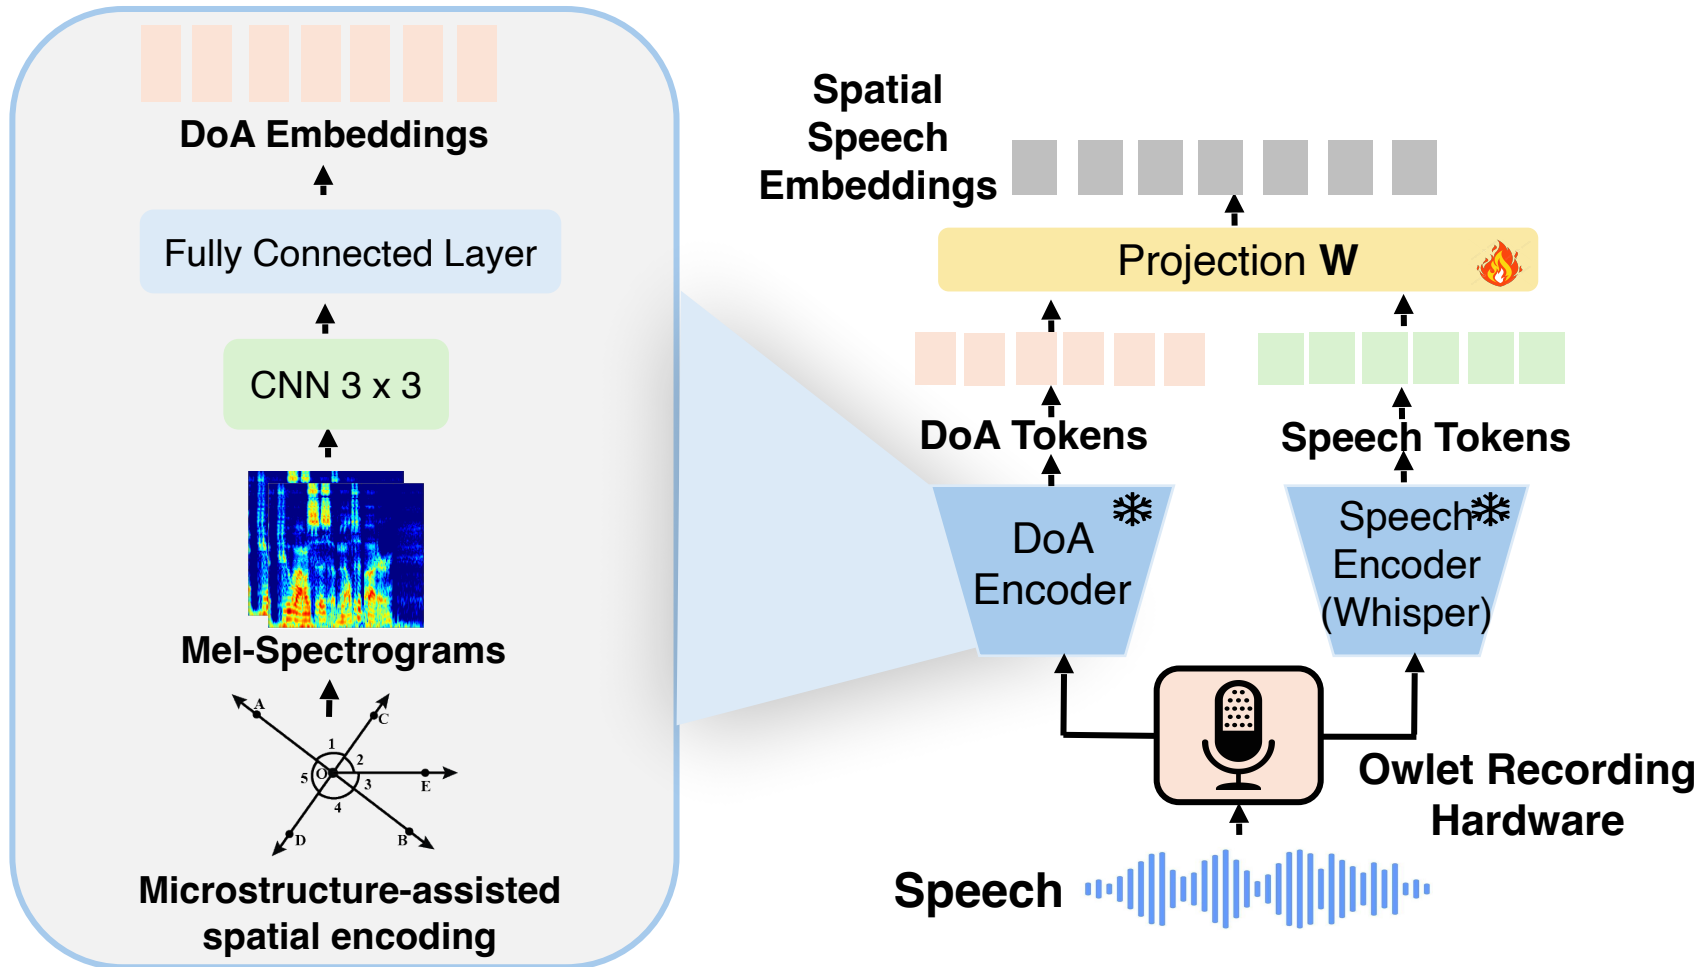 DoA Embeddings
Fully Connected Layer
CNN 3 x 3
Mel-Spectrograms
A
C
1
2
5
O
3
E
4
D
B
Microstructure-assisted
spatial encoding
Spatial
Speech
Embeddings
Projection W
DoA Tokens
Speech Tokens
DoA
Encoder
Speech
Encoder
(Whisper)
Owlet Recording
Hardware
Speech